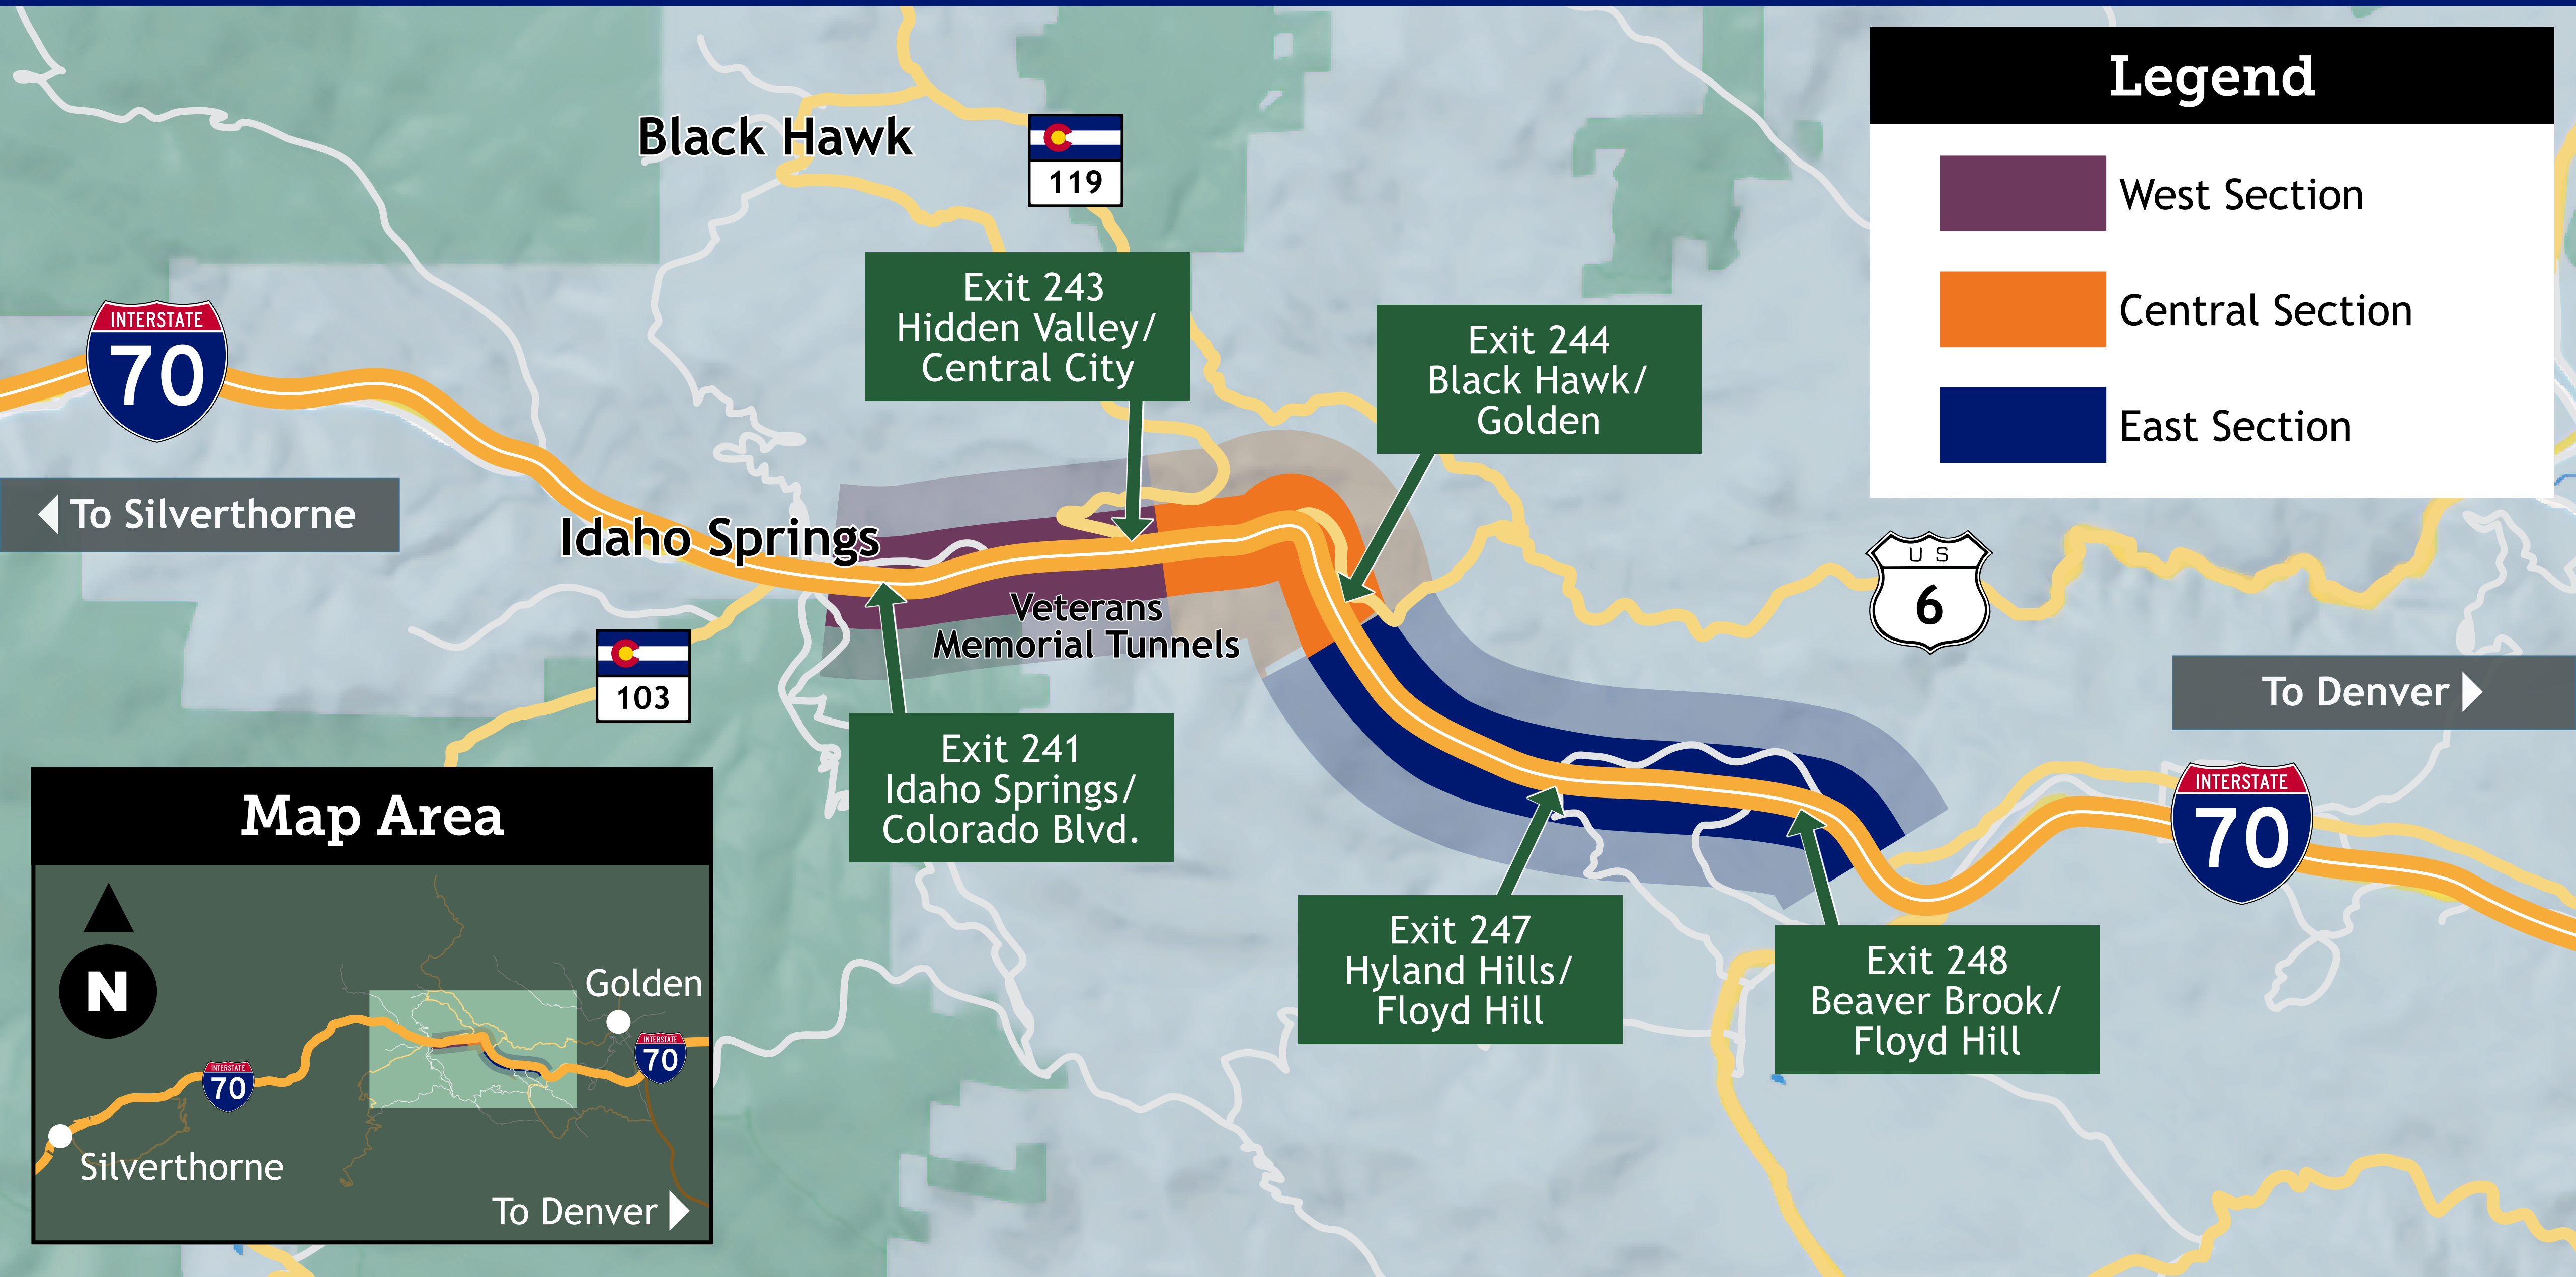 Legend
West Section
Central Section
East Section
Black Hawk
119
Exit 243
Hidden Valley/
Central City
Exit 244
Black Hawk/
Golden
INTERSTATE
70
To Silverthorne
Idaho Springs
US
6
Veterans
Memorial Tunnels
103
To Denver
Exit 241
Idaho Springs/
Colorado Blvd.
INTERSTATE
70
Exit 247
Hyland Hills/
Floyd Hill
Exit 248
Beaver Brook/
Floyd Hill
Map Area
N
Golden
INTERSTATE
70
INTERSTATE
70
Silverthorne
To Denver